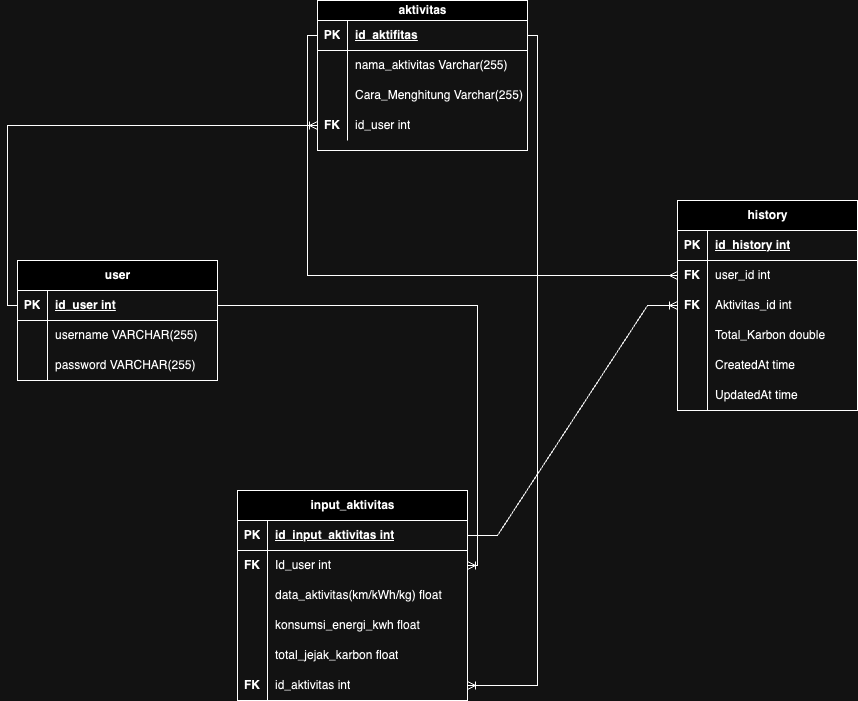 aktivitas
PK id_aktifitas
nama_aktivitas Varchar(255)
Cara_Menghitung Varchar(255)
FK id_user int
history
PK id_history int
FK user_id int
FK Aktivitas_id int
Total_Karbon double
CreatedAt time
UpdatedAt time
user
PK id_user int
username VARCHAR(255)
password VARCHAR(255)
input_aktivitas
PK id_input_aktivitas int
FK Id_user int
data_aktivitas(km/kWh/kg) float
konsumsi_energi_kwh float
total_jejak_karbon float
FK id_aktivitas int